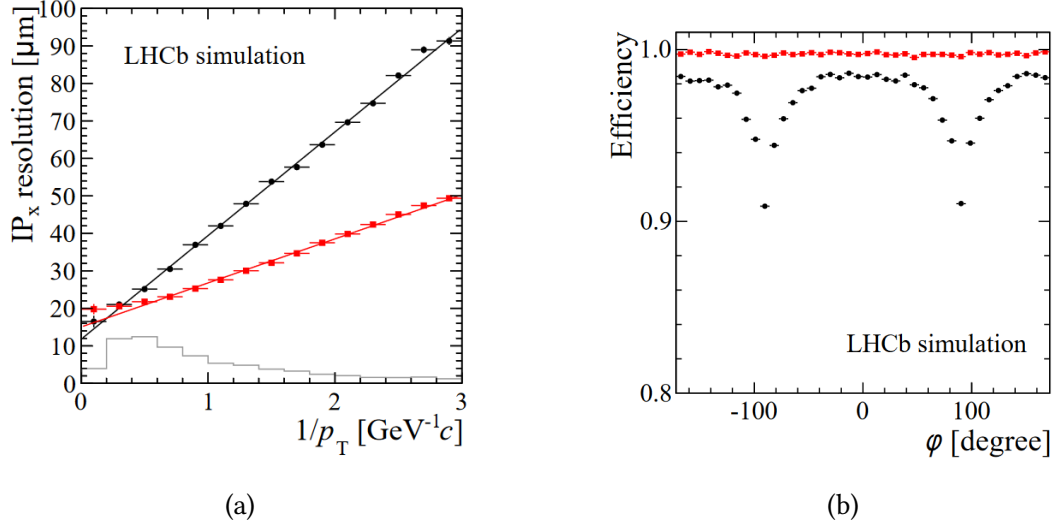 100
90
80
70
60
50
40
30
20
10
0
IPₓ resolution [μm]
LHCb simulation
0 1 2 3
1/p_T [GeV⁻¹c]
(a)
1.0
0.9
0.8
Efficiency
LHCb simulation
-100 0 100
φ [degree]
(b)